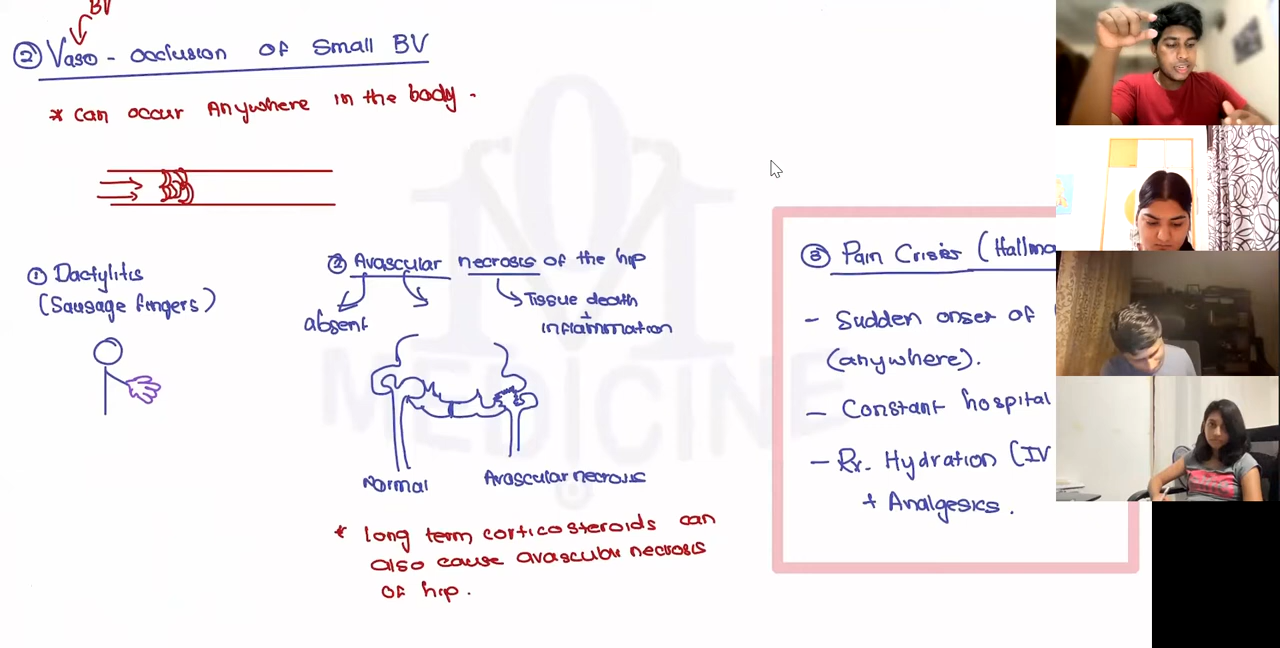 BV
② Vaso - occlusion of Small BV
* Can occur Anywhere in the body.
① Dactylitis
(Sausage fingers)
② Avascular necrosis of the hip
absent
Tissue death
+
inflammation
Normal
Avascular necrosis
* long term corticosteroids can
also cause avascular necrosis
of hip.
③ Pain Crisis (Hallma
- Sudden onset of
(anywhere).
- Constant hospital
- Rx. Hydration (IV
+ Analgesics.
MEDICINE